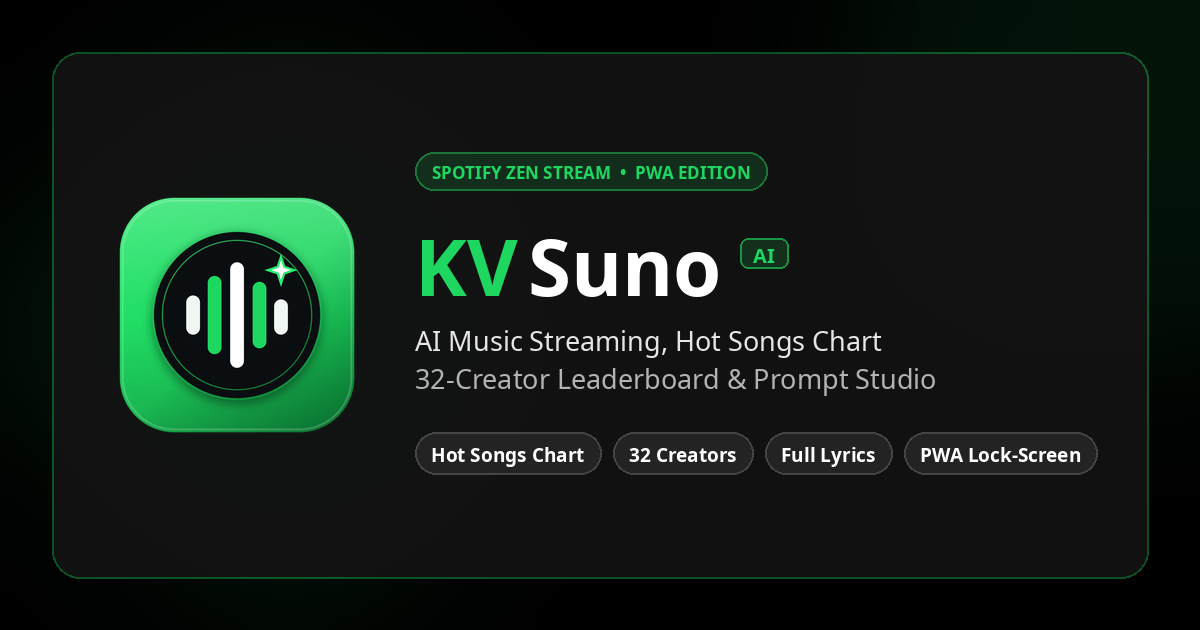 SPOTIFY ZEN STREAM • PWA EDITION
KV Suno AI
AI Music Streaming, Hot Songs Chart
32-Creator Leaderboard & Prompt Studio
Hot Songs Chart 32 Creators Full Lyrics PWA Lock-Screen